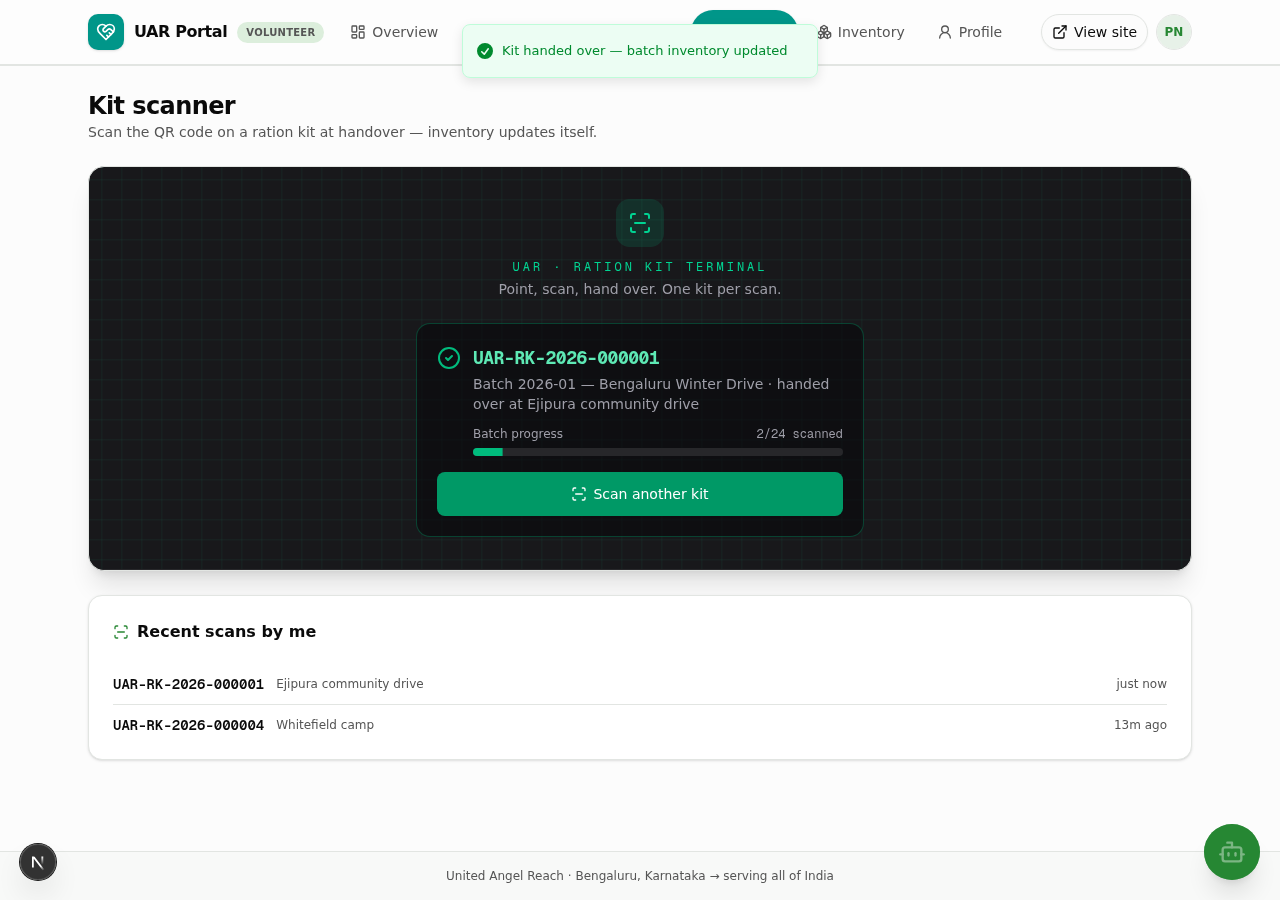 UAR Portal
VOLUNTEER
Overview
Inventory
Profile
View site
PN
Kit handed over — batch inventory updated
Kit scanner
Scan the QR code on a ration kit at handover — inventory updates itself.
UAR · RATION KIT TERMINAL
Point, scan, hand over. One kit per scan.
UAR-RK-2026-000001
Batch 2026-01 — Bengaluru Winter Drive · handed
over at Ejipura community drive
Batch progress
2/24 scanned
Scan another kit
Recent scans by me
UAR-RK-2026-000001 Ejipura community drive just now
UAR-RK-2026-000004 Whitefield camp 13m ago
N
United Angel Reach · Bengaluru, Karnataka → serving all of India